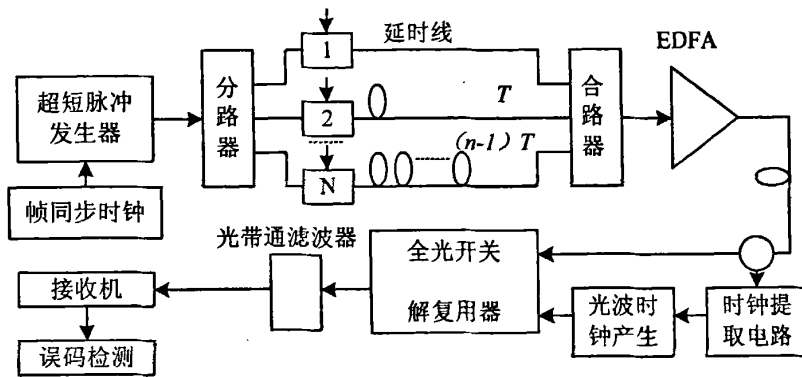 延时线
EDFA
超短脉冲
发生器
分路器
1
2
N
T
(n-1) T
合路器
帧同步时钟
光带通滤波器
全光开关
解复用器
接收机
误码检测
光波时
钟产生
时钟提
取电路